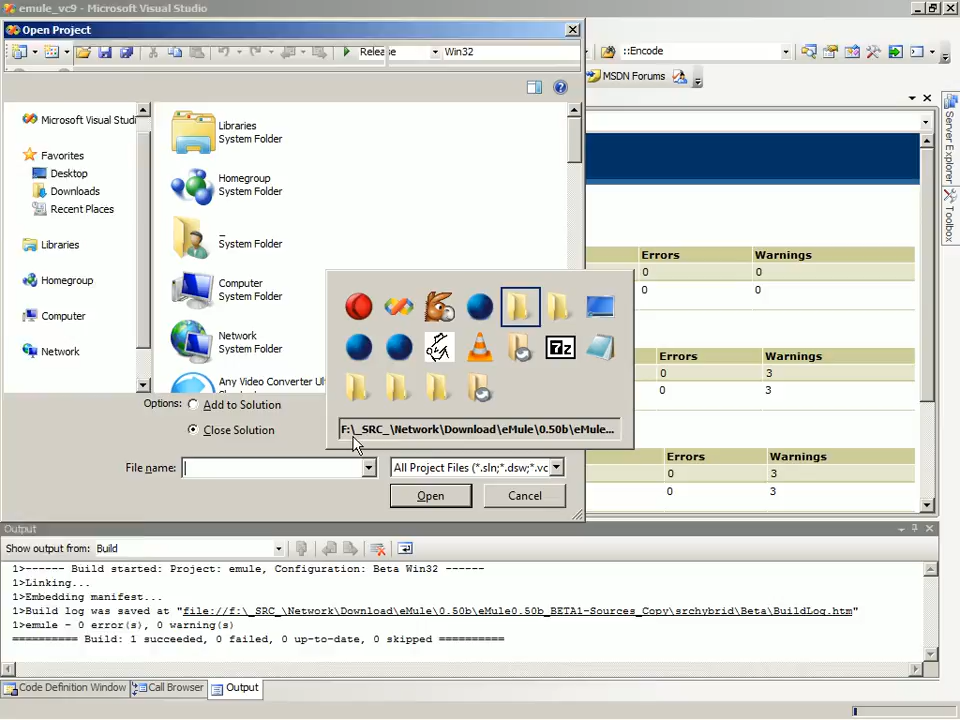 emule_vc9 - Microsoft Visual Studio
Open Project
Win32
::Encode
MSDN Forums
Microsoft Visual Studi
Favorites
Desktop
Downloads
Recent Places
Libraries
Homegroup
Computer
Network
Libraries
System Folder
Homegroup
System Folder
_
System Folder
Computer
System Folder
Network
System Folder
Any Video Converter Ul
Options:
Add to Solution
Close Solution
File name:
All Project Files (*.sln;*.dsw;*.vc
Open
Cancel
7z
F:\_SRC_\Network\Download\eMule\0.50b\eMule...
Errors Warnings
0 0
0 0
Errors Warnings
0 3
0 3
Errors Warnings
0 3
0 3
Server Explorer
Toolbox
Output
Show output from: Build
1>------ Build started: Project: emule, Configuration: Beta Win32 ------
1>Linking...
1>Embedding manifest...
1>Build log was saved at "file://f:\_SRC_\Network\Download\eMule\0.50b\eMule0.50b_BETA1-Sources_Copy\srchybrid\Beta\BuildLog.htm"
1>emule - 0 error(s), 0 warning(s)
========== Build: 1 succeeded, 0 failed, 0 up-to-date, 0 skipped ==========
Code Definition Window
Call Browser
Output